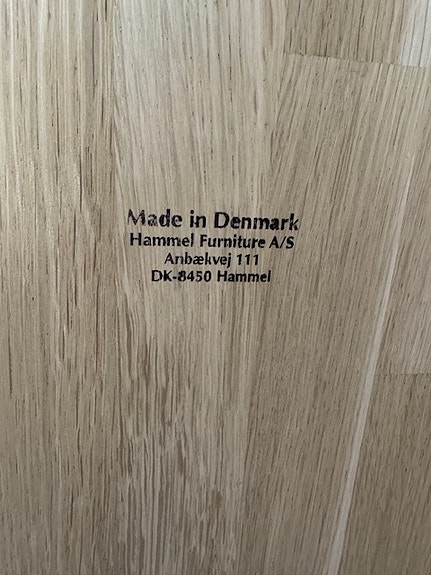 Made in Denmark
Hammel Furniture A/S
Anbækvej 111
DK-8450 Hammel